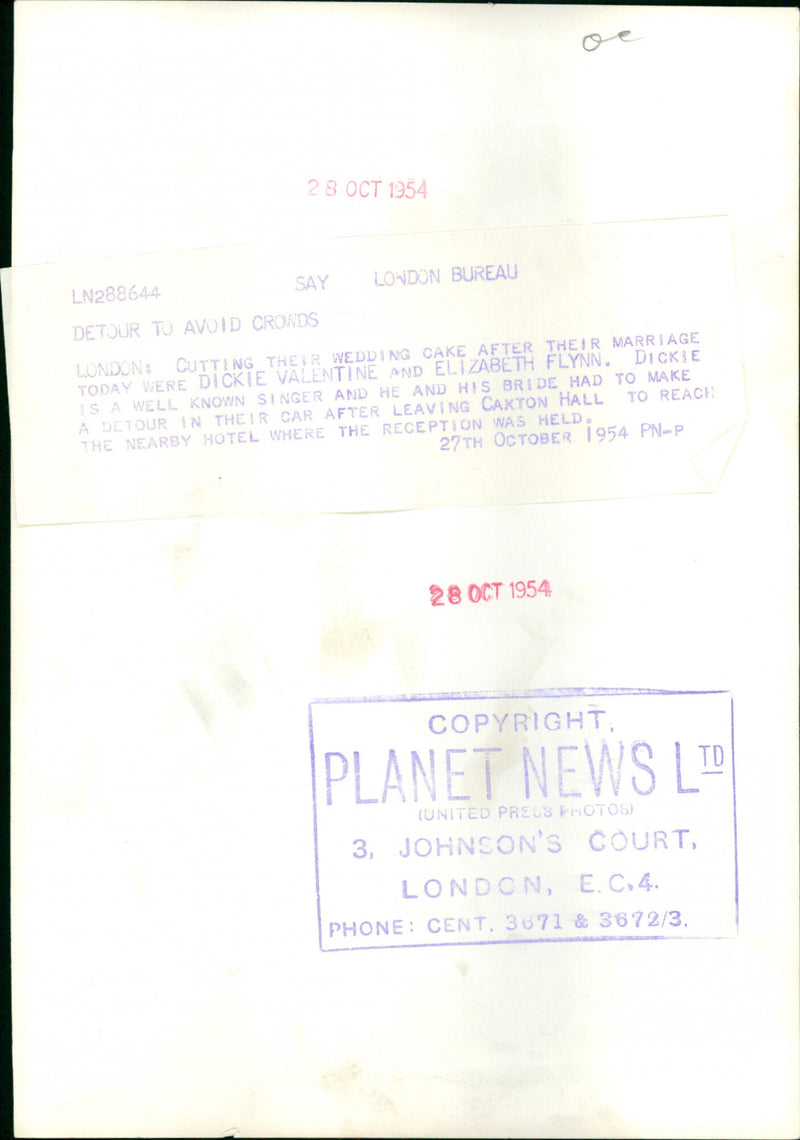 oc
28 OCT 1954
LN288644 SAY LONDON BUREAU
DETOUR TO AVOID CROWDS
LONDON: CUTTING THEIR WEDDING CAKE AFTER THEIR MARRIAGE
TODAY WERE DICKIE VALENTINE AND ELIZABETH FLYNN. DICKIE
IS A WELL KNOWN SINGER AND HE AND HIS BRIDE HAD TO MAKE
A DETOUR IN THEIR CAR AFTER LEAVING CAXTON HALL TO REACH
THE NEARBY HOTEL WHERE THE RECEPTION WAS HELD.
27TH OCTOBER 1954 PN-P
28 OCT 1954
COPYRIGHT,
PLANET NEWS LTD
(UNITED PRESS PHOTOS)
3, JOHNSON'S COURT,
LONDON, E.C.4.
PHONE: CENT. 3671 & 3672/3.